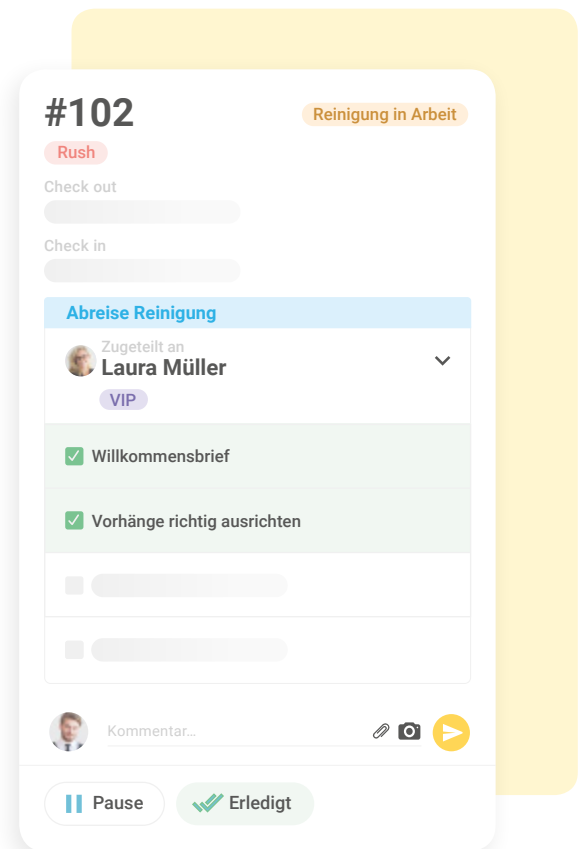 #102
Reinigung in Arbeit
Rush
Check out
Check in
Abreise Reinigung
Zugeteilt an
Laura Müller
VIP
Willkommensbrief
Vorhänge richtig ausrichten
Kommentar...
Pause
Erledigt